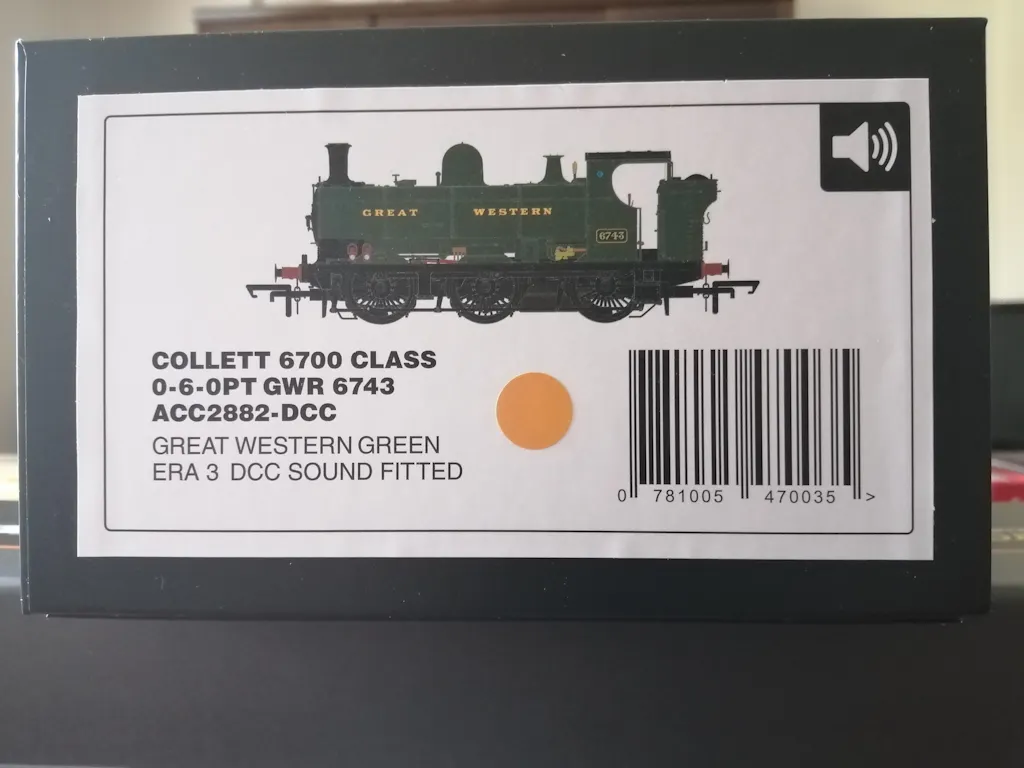 GREAT WESTERN
6743
COLLETT 6700 CLASS
0-6-0PT GWR 6743
ACC2882-DCC
GREAT WESTERN GREEN
ERA 3 DCC SOUND FITTED
0 781005 470035 >